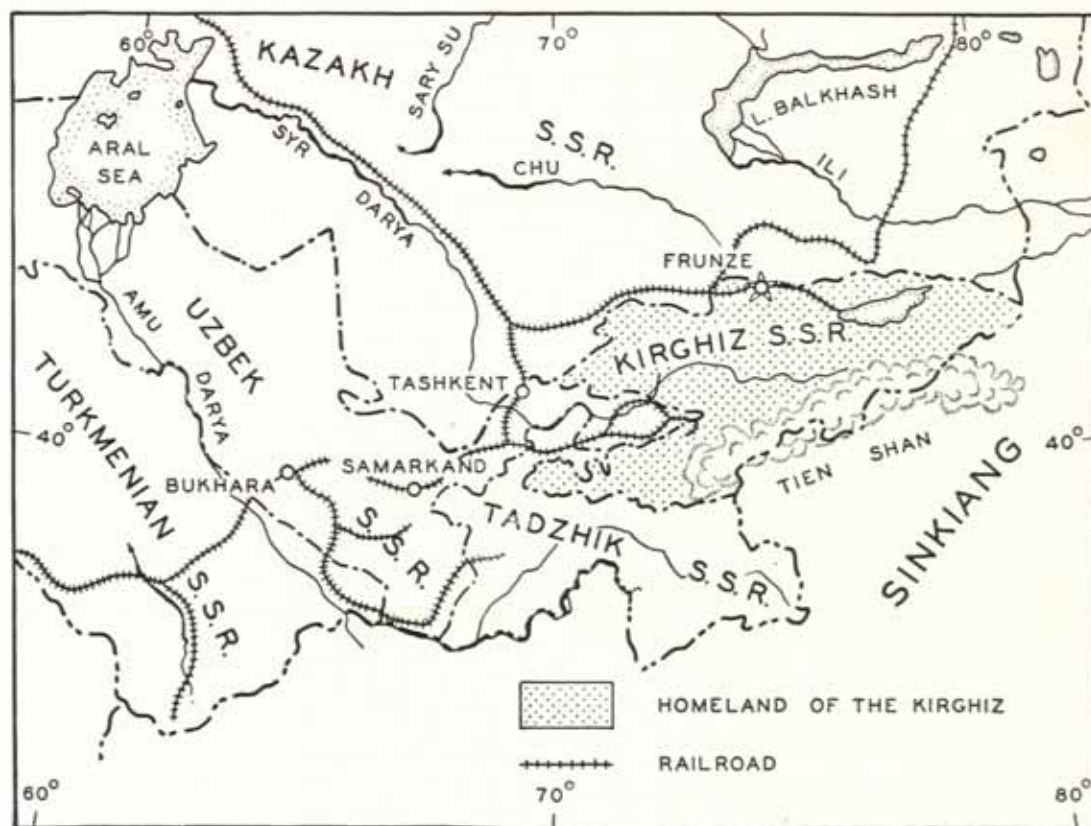 60°
70°
80°
KAZAKH
SARY SU
S.S.R.
L. BALKHASH
ARAL
SEA
SYR
DARYA
CHU
ILI
FRUNZE
AMU
DARYA
UZBEK
S.S.R.
KIRGHIZ S.S.R.
TASHKENT
TURKMENIAN
S.S.R.
40°
40°
BUKHARA
SAMARKAND
TIEN SHAN
TADZHIK
S.S.R.
SINKIANG
HOMELAND OF THE KIRGHIZ
RAILROAD
60°
70°
80°